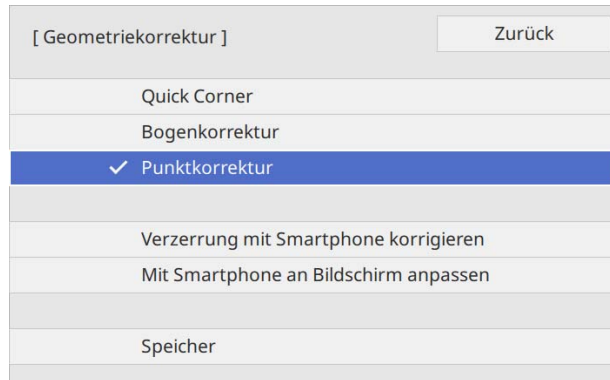 [ Geometriekorrektur ]
Zurück
Quick Corner
Bogenkorrektur
Punktkorrektur
Verzerrung mit Smartphone korrigieren
Mit Smartphone an Bildschirm anpassen
Speicher